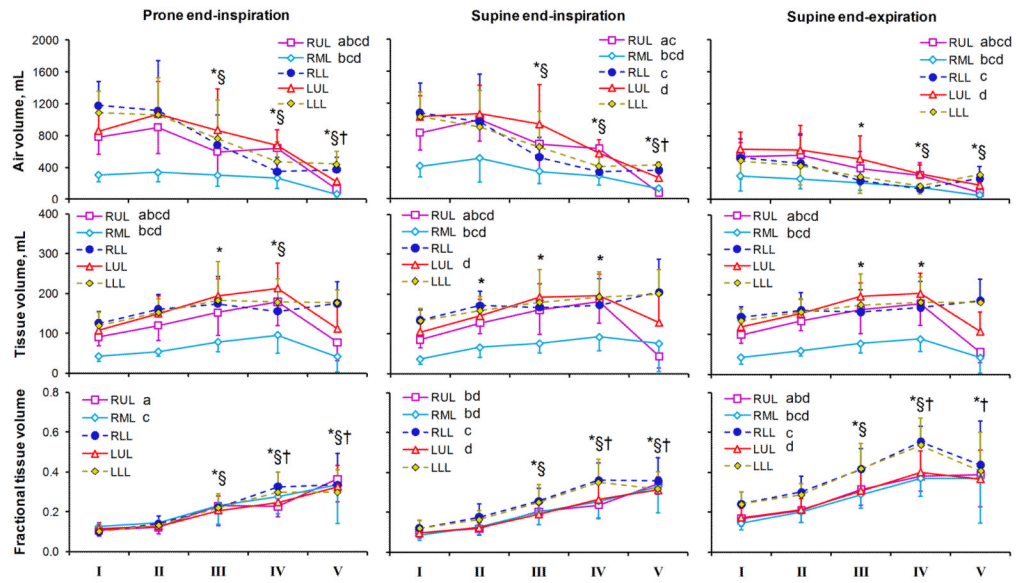 Prone end-inspiration
Supine end-inspiration
Supine end-expiration
Air volume, mL
2000
1600
1200
800
400
0
RUL abcd
RML bcd
RLL
LUL
LLL
*§
*§
*§†
RUL ac
RML bcd
RLL c
LUL d
LLL
*§
*§
*§†
RUL abcd
RML bcd
RLL c
LUL d
LLL
*
*§
*§
Tissue volume, mL
400
300
200
100
0
RUL abcd
RML bcd
RLL
LUL
LLL
*
*§
RUL abcd
RML bcd
RLL
LUL d
LLL
*
*
*
RUL abcd
RML bcd
RLL
LUL
LLL
*
*
Fractional tissue volume
0.8
0.6
0.4
0.2
0.0
RUL a
RML c
RLL
LUL
LLL
*§
*§†
*§†
RUL bd
RML bd
RLL
LUL d
LLL
*§
*§†
*§†
RUL abd
RML bcd
RLL c
LUL d
LLL
*§
*§†
*†
I II III IV V
I II III IV V
I II III IV V